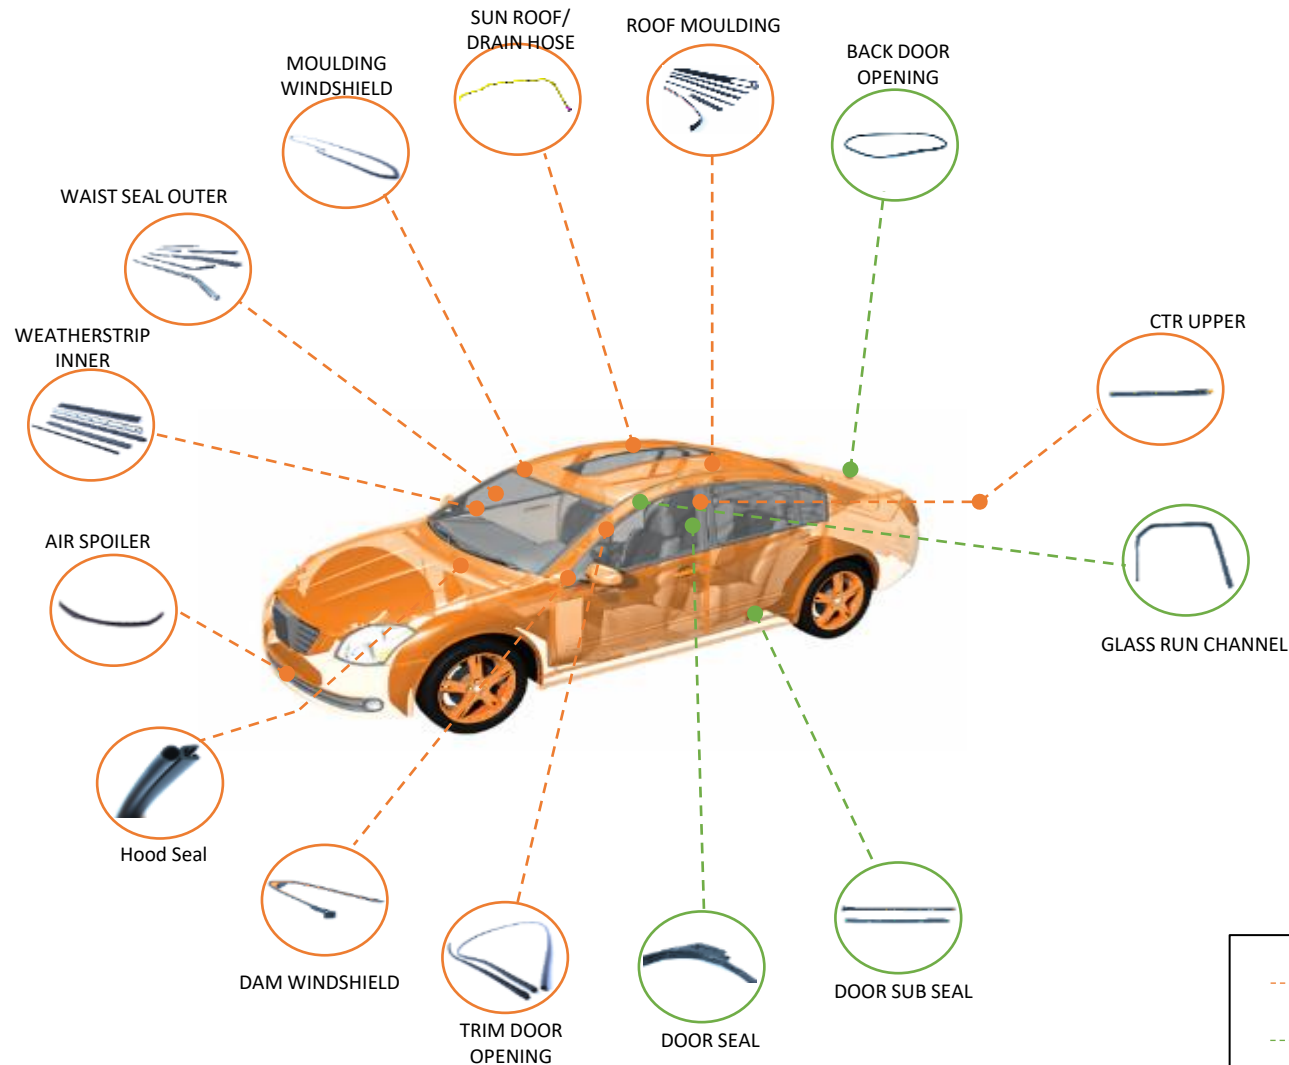 SUN ROOF/
DRAIN HOSE
ROOF MOULDING
MOULDING
WINDSHIELD
BACK DOOR
OPENING
WAIST SEAL OUTER
CTR UPPER
WEATHERSTRIP
INNER
AIR SPOILER
GLASS RUN CHANNEL
Hood Seal
DAM WINDSHIELD
TRIM DOOR
OPENING
DOOR SEAL
DOOR SUB SEAL